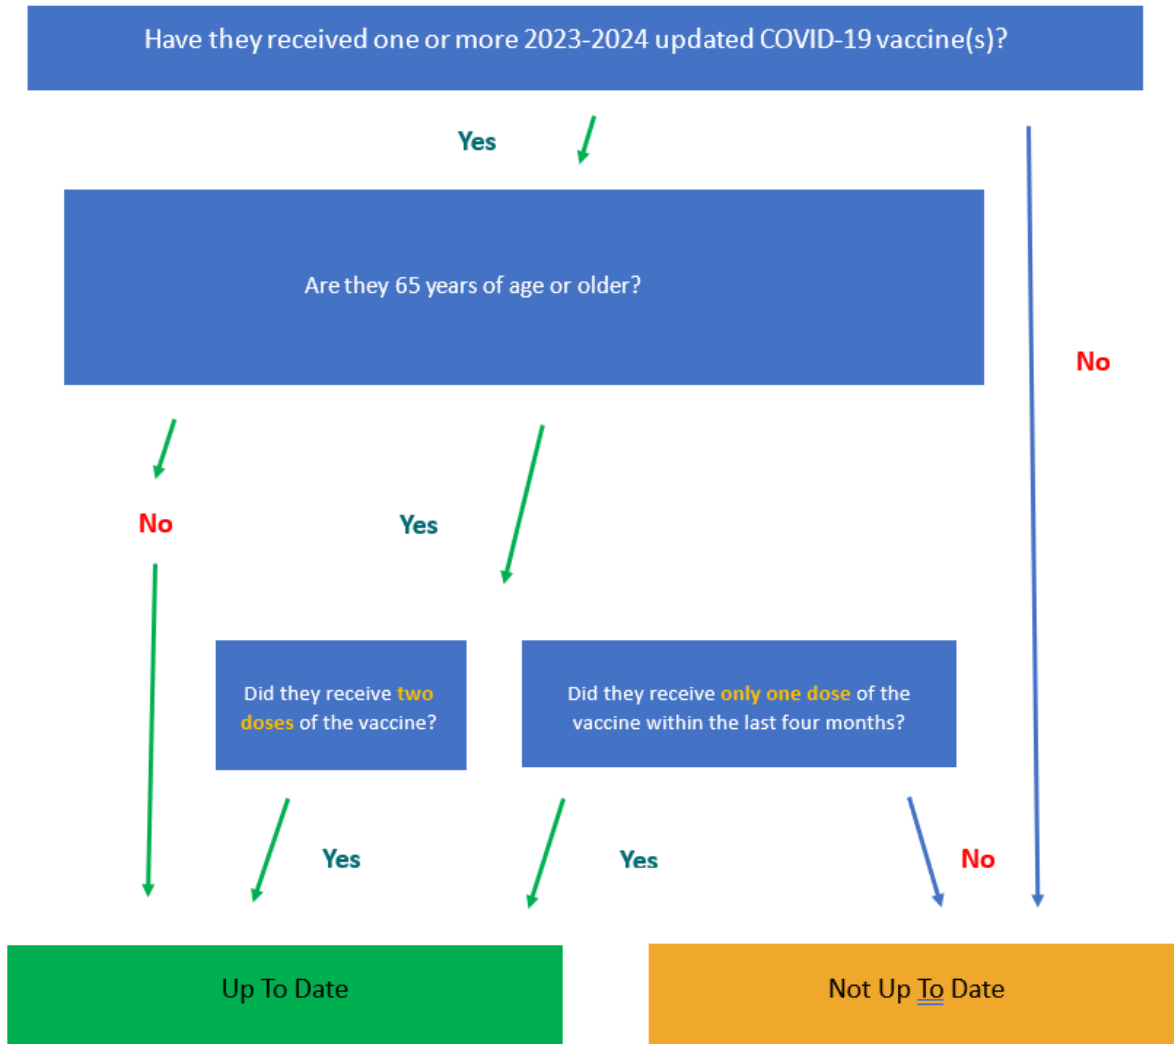 Have they received one or more 2023-2024 updated COVID-19 vaccine(s)?
Yes
Are they 65 years of age or older?
No
No
Yes
Did they receive two
doses of the vaccine?
Did they receive only one dose of the
vaccine within the last four months?
Yes
Yes
No
Up To Date
Not Up To Date